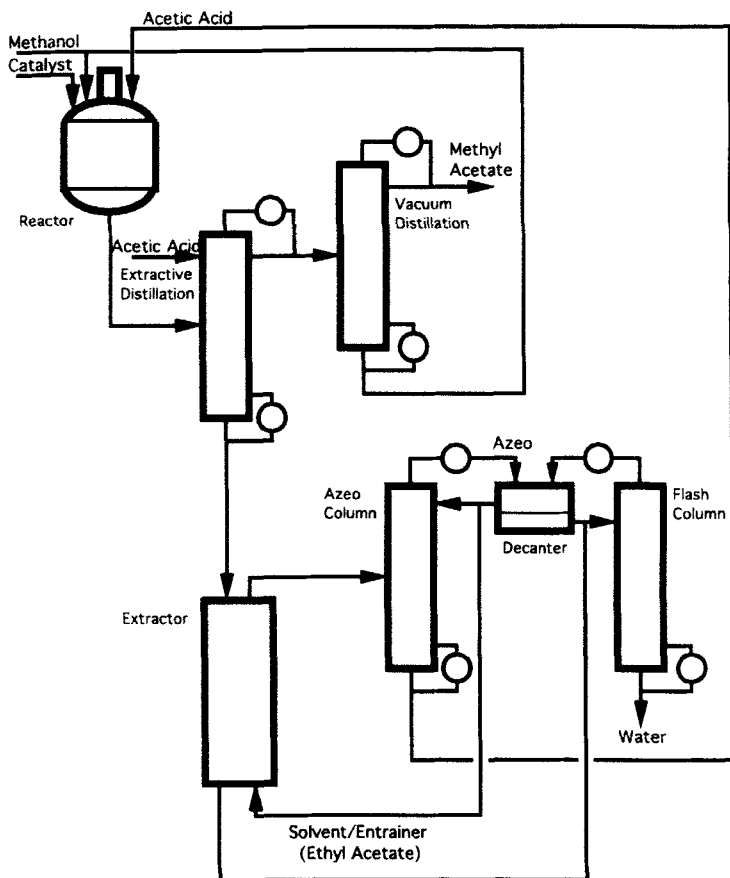 Acetic Acid
Methanol
Catalyst
Reactor
Methyl
Acetate
Vacuum
Distillation
Acetic Acid
Extractive
Distillation
Azeo
Azeo
Column
Decanter
Flash
Column
Extractor
Water
Solvent/Entrainer
(Ethyl Acetate)